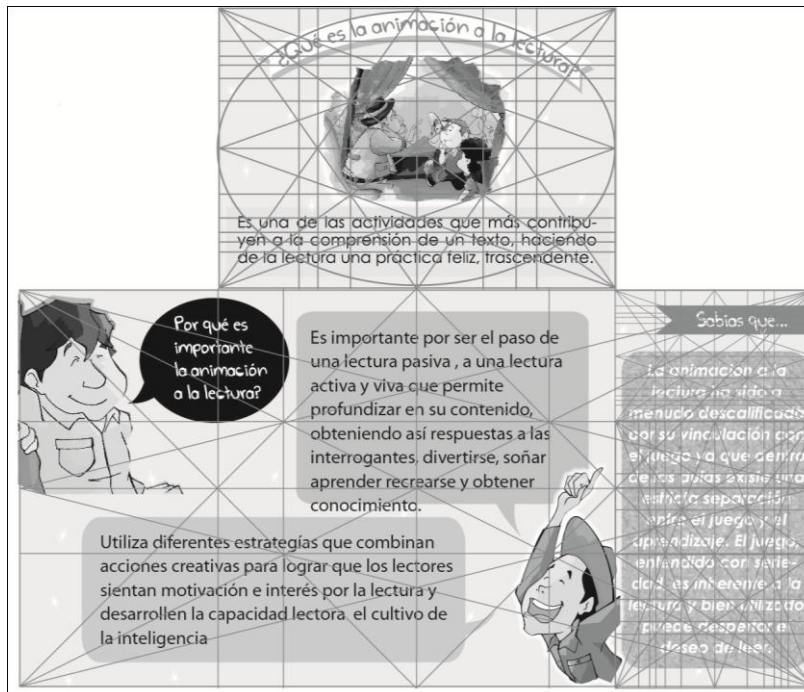 ¿Qué es la animación a la lectura?
Es una de las actividades que más contribu-
yen a la comprensión de un texto, haciendo
de la lectura una práctica feliz, trascendente.
Por qué es
importante
la animación
a la lectura?
Es importante por ser el paso de
una lectura pasiva , a una lectura
activa y viva que permite
profundizar en su contenido,
obteniendo así respuestas a las
interrogantes, divertirse, soñar
aprender recrearse y obtener
conocimiento.
Utiliza diferentes estrategías que combinan
acciones creativas para lograr que los lectores
sientan motivación e interés por la lectura y
desarrollen la capacidad lectora el cultivo de
la inteligencia
Sabias que...
La animación a la
lectura ha sido a
menudo descalificada
por su vinculación con
el juego ya que dentro
de las aulas existe una
estricta separación
entre el juego y el
aprendizaje. El juego,
entendido con serie-
dad, es inherente a la
lectura y bien utilizado
puede despertar e
deseo de leer.